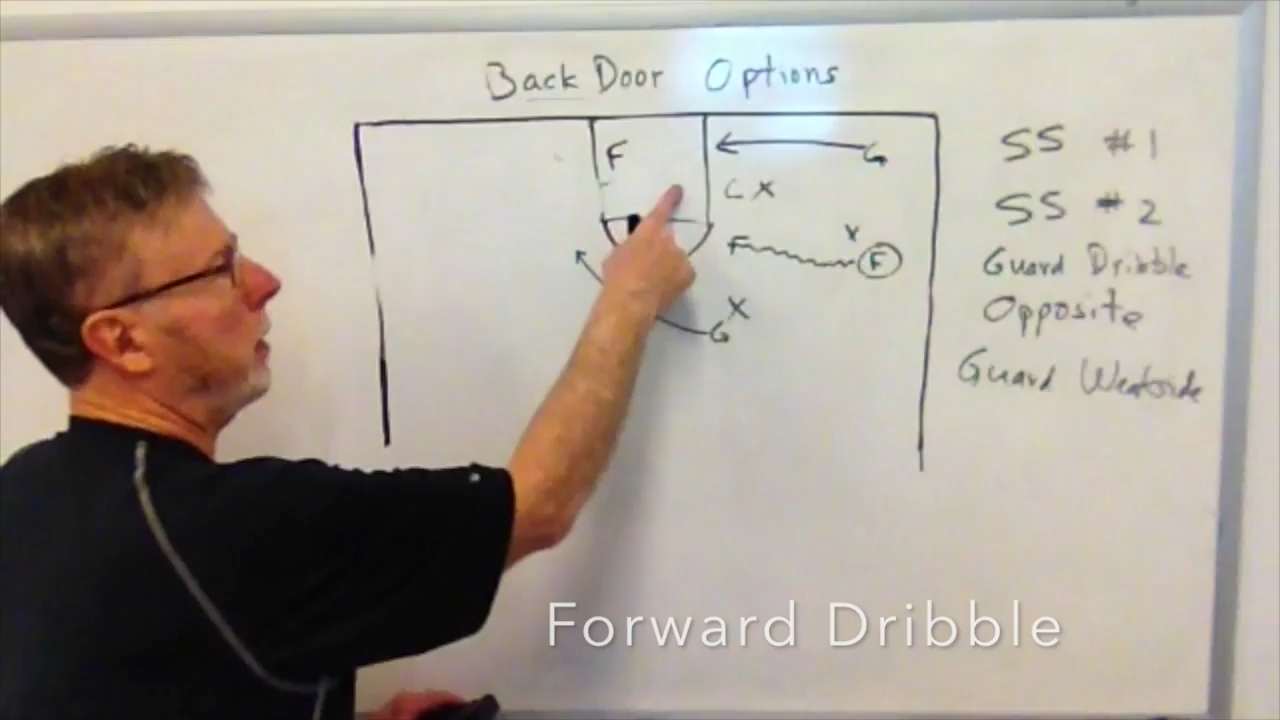 Back Door Options
F
G
C X
X
F
F
X
G
SS #1
SS #2
Guard Dribble
Opposite
Guard Weakside
Forward Dribble